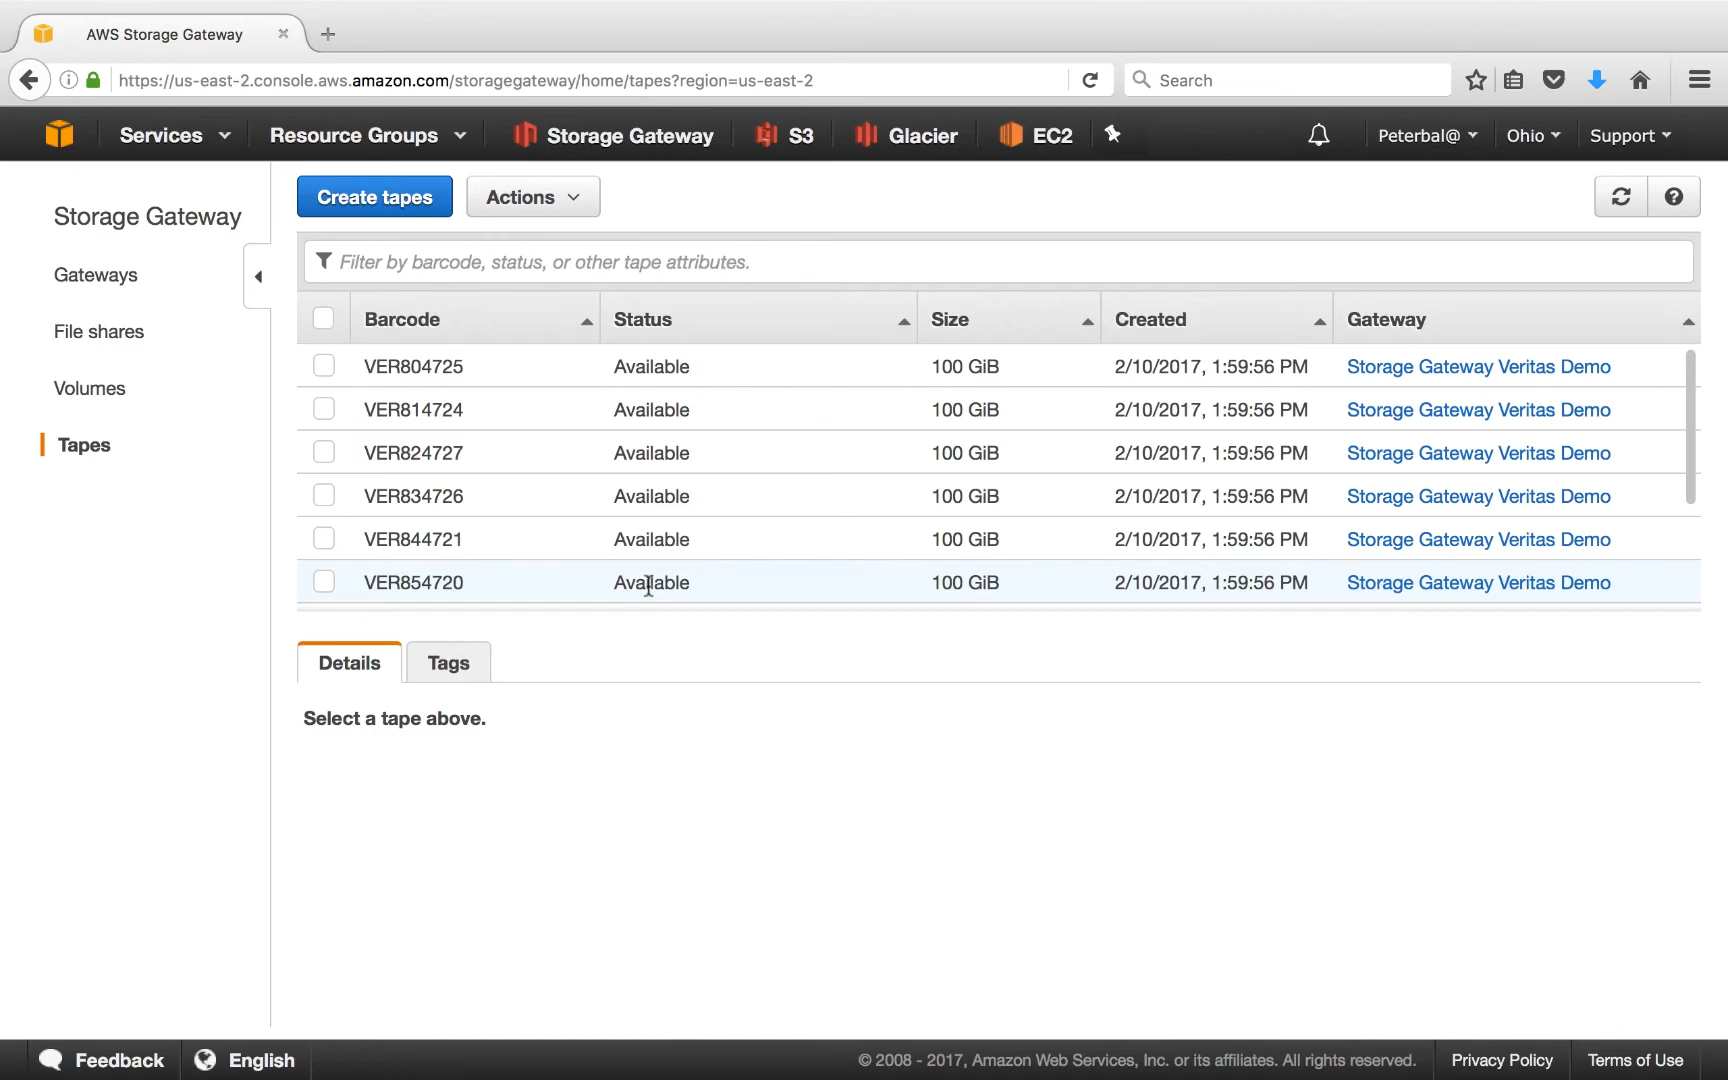 AWS Storage Gateway
https://us-east-2.console.aws.amazon.com/storagegateway/home/tapes?region=us-east-2
Search
Services
Resource Groups
Storage Gateway
S3
Glacier
EC2
Peterbal@
Ohio
Support
Storage Gateway
Gateways
File shares
Volumes
Tapes
Create tapes
Actions
Filter by barcode, status, or other tape attributes.
Barcode Status Size Created Gateway
VER804725 Available 100 GiB 2/10/2017, 1:59:56 PM Storage Gateway Veritas Demo
VER814724 Available 100 GiB 2/10/2017, 1:59:56 PM Storage Gateway Veritas Demo
VER824727 Available 100 GiB 2/10/2017, 1:59:56 PM Storage Gateway Veritas Demo
VER834726 Available 100 GiB 2/10/2017, 1:59:56 PM Storage Gateway Veritas Demo
VER844721 Available 100 GiB 2/10/2017, 1:59:56 PM Storage Gateway Veritas Demo
VER854720 Available 100 GiB 2/10/2017, 1:59:56 PM Storage Gateway Veritas Demo
Details
Tags
Select a tape above.
Feedback
English
© 2008 - 2017, Amazon Web Services, Inc. or its affiliates. All rights reserved.
Privacy Policy
Terms of Use